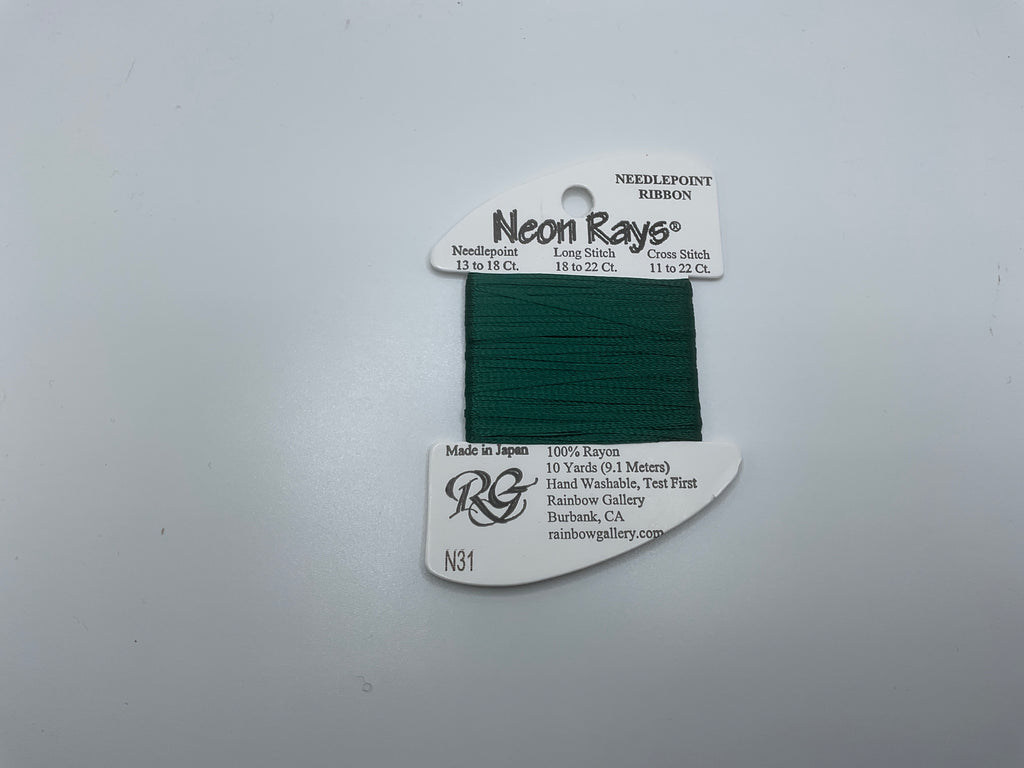 NEEDLEPOINT
RIBBON
Neon Rays®
Needlepoint Long Stitch Cross Stitch
13 to 18 Ct. 18 to 22 Ct. 11 to 22 Ct.
Made in Japan
RG
N31
100% Rayon
10 Yards (9.1 Meters)
Hand Washable, Test First
Rainbow Gallery
Burbank, CA
rainbowgallery.com